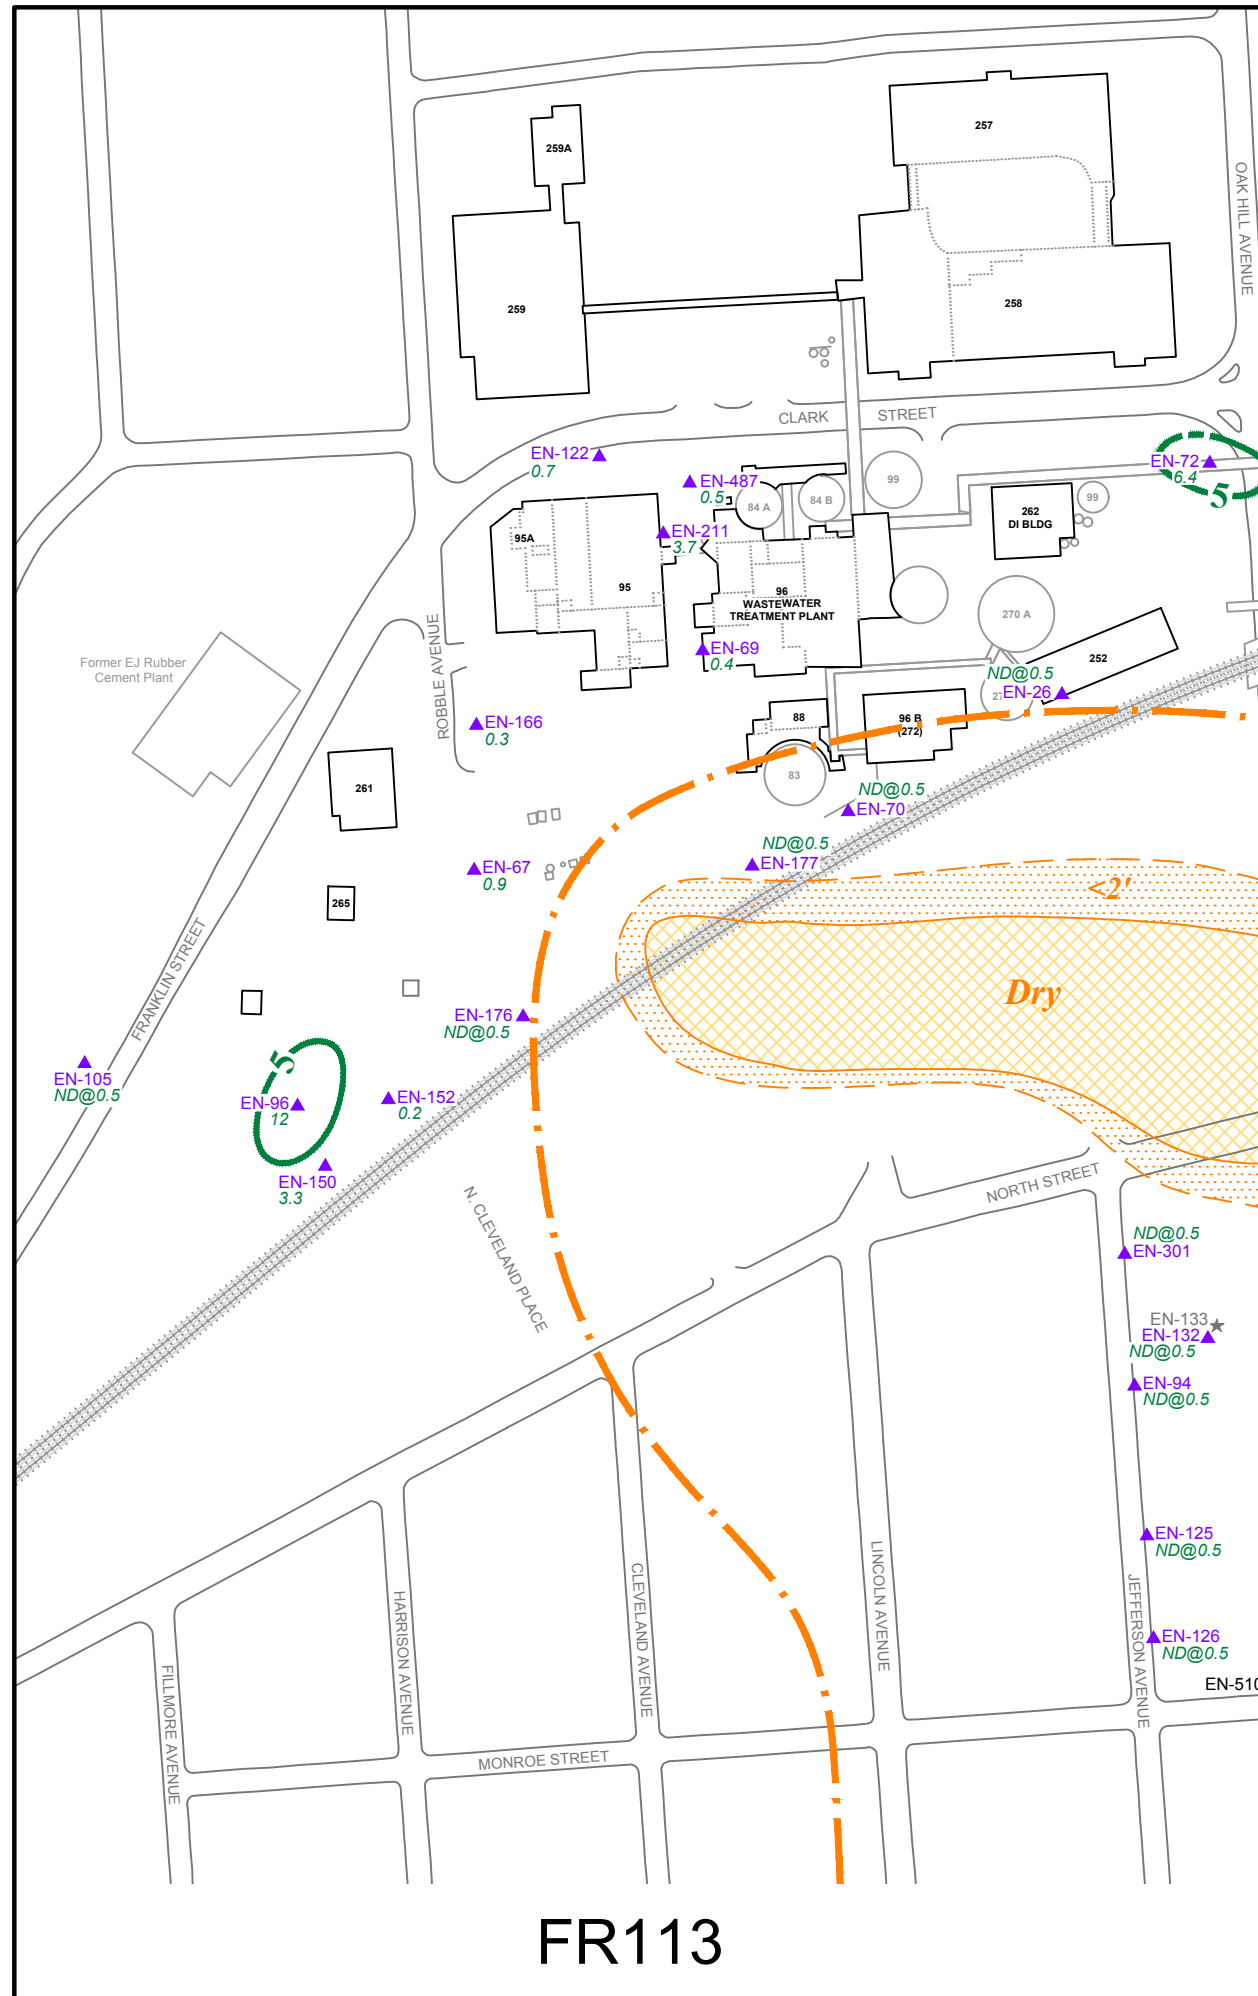 257
259A
OAK HILL AVENUE
259
258
CLARK STREET
EN-122
0.7
EN-72
6.4
5
EN-487
0.5
84 A
84 B
99
99
262
DI BLDG
EN-211
3.7
95A
95
96
WASTEWATER
TREATMENT PLANT
270 A
ROBBLE AVENUE
Former EJ Rubber
Cement Plant
EN-69
0.4
252
ND@0.5
EN-26
EN-166
0.3
88
96 B
(272)
83
261
ND@0.5
EN-70
ND@0.5
EN-177
EN-67
0.9
<2'
265
FRANKLIN STREET
Dry
EN-176
ND@0.5
5
EN-105
ND@0.5
EN-96
12
EN-152
0.2
EN-150
3.3
NORTH STREET
N. CLEVELAND PLACE
ND@0.5
EN-301
EN-133
EN-132
ND@0.5
EN-94
ND@0.5
EN-125
ND@0.5
LINCOLN AVENUE
CLEVELAND AVENUE
HARRISON AVENUE
JEFFERSON AVENUE
EN-126
ND@0.5
FILLMORE AVENUE
EN-510
MONROE STREET
FR113